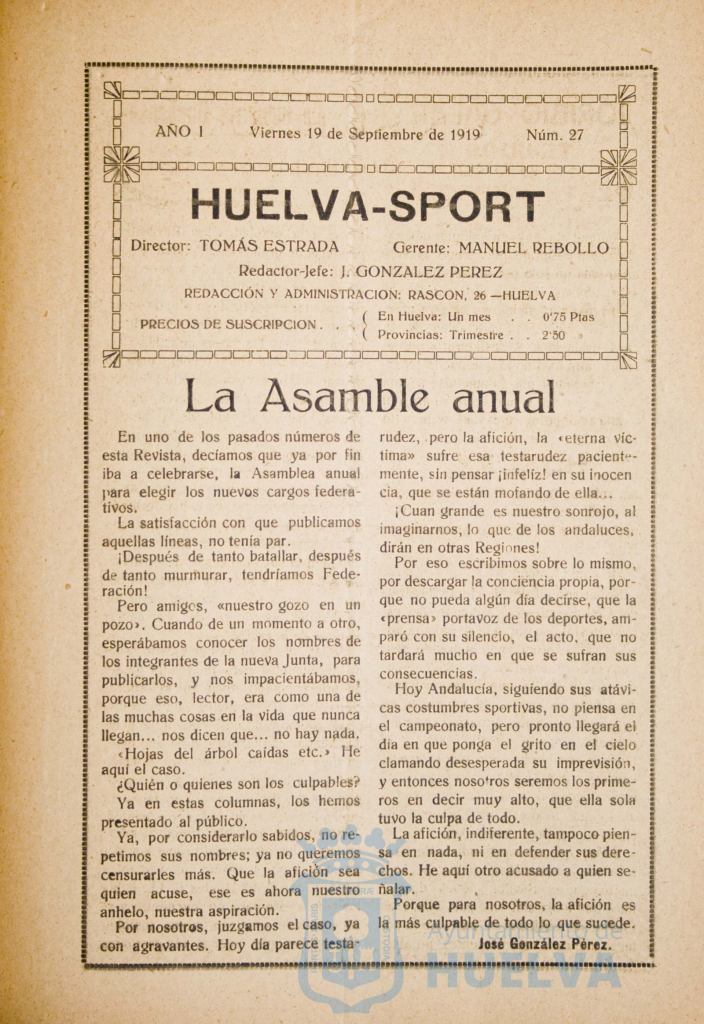 AÑO I Viernes 19 de Septiembre de 1919 Núm. 27
HUELVA-SPORT
Director: TOMÁS ESTRADA Gerente: MANUEL REBOLLO
Redactor-Jefe: J. GONZALEZ PEREZ
REDACCIÓN Y ADMINISTRACION: RASCON, 26 —HUELVA
PRECIOS DE SUSCRIPCION . . . ( En Huelva: Un mes . . 0'75 Ptas
( Provincias: Trimestre . . 2'50 »
La Asamble anual
En uno de los pasados números de
esta Revista, decíamos que ya por fin
iba a celebrarse, la Asamblea anual
para elegir los nuevos cargos federa-
tivos.
La satisfacción con que publicamos
aquellas líneas, no tenía par.
¡Después de tanto batallar, después
de tanto murmurar, tendríamos Fede-
ración!
Pero amigos, «nuestro gozo en un
pozo». Cuando de un momento a otro,
esperábamos conocer los nombres de
los integrantes de la nueva Junta, para
publicarlos, y nos impacientábamos,
porque eso, lector, era como una de
las muchas cosas en la vida que nunca
llegan... nos dicen que... no hay nada.
«Hojas del árbol caídas etc.» He
aquí el caso.
¿Quién o quienes son los culpables?
Ya en estas columnas, los hemos
presentado al público.
Ya, por considerarlo sabidos, no re-
petimos sus nombres; ya no queremos
censurarles más. Que la afición sea
quien acuse, ese es ahora nuestro
anhelo, nuestra aspiración.
Por nosotros, juzgamos el caso, ya
con agravantes. Hoy día parece testa-
rudez, pero la afición, la «eterna víc-
tima» sufre esa testarudez paciente-
mente, sin pensar ¡infeliz! en su inocen
cia, que se están mofando de ella...
¡Cuan grande es nuestro sonrojo, al
imaginarnos, lo que de los andaluces,
dirán en otras Regiones!
Por eso escribimos sobre lo mismo,
por descargar la conciencia propia, por-
que no pueda algún día decirse, que la
«prensa» portavoz de los deportes, am-
paró con su silencio, el acto, que no
tardará mucho en que se sufran sus
consecuencias.
Hoy Andalucía, siguiendo sus atávi-
cas costumbres sportivas, no piensa en
el campeonato, pero pronto llegará el
día en que ponga el grito en el cielo
clamando desesperada su imprevisión,
y entonces nosotros seremos los prime-
ros en decir muy alto, que ella sola
tuvo la culpa de todo.
La afición, indiferente, tampoco pien-
sa en nada, ni en defender sus dere-
chos. He aquí otro acusado a quien se-
ñalar.
Porque para nosotros, la afición es
la más culpable de todo lo que sucede.
José González Pérez.
Ayuntamiento de
HUELVA